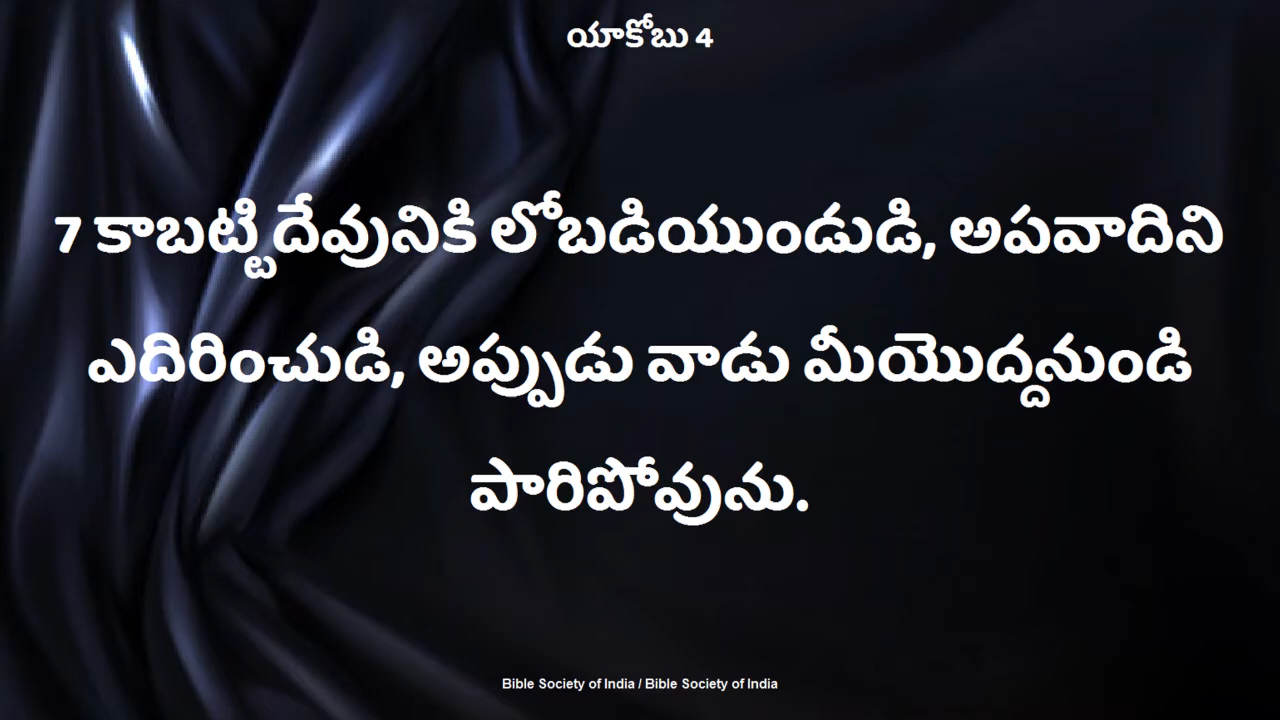 యాకోబు 4
7 కాబట్టి దేవునికి లోబడియుండుడి, అపవాదిని
ఎదిరించుడి, అప్పుడు వాడు మీయొద్దనుండి
పారిపోవును.
Bible Society of India / Bible Society of India